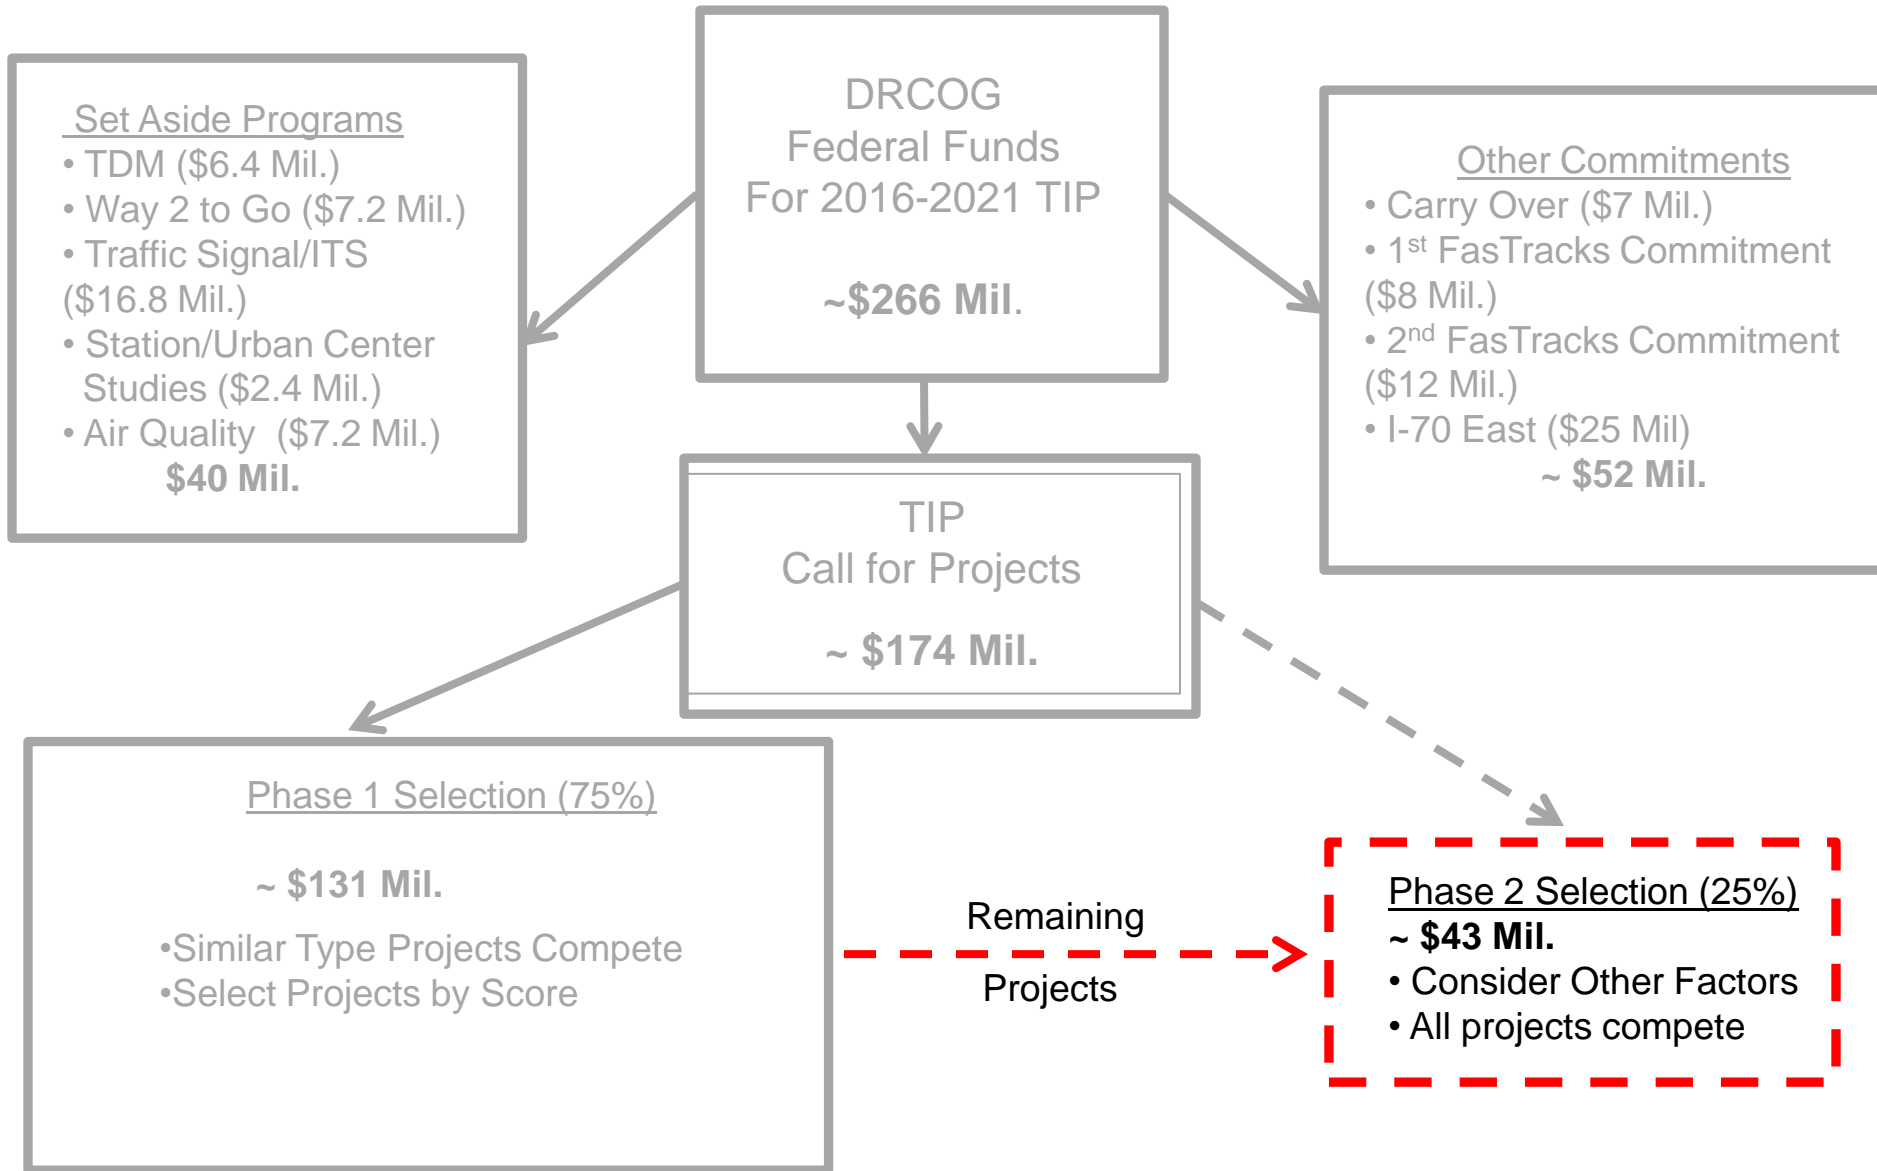 DRCOG
Federal Funds
For 2016-2021 TIP
~$266 Mil.
Set Aside Programs
• TDM ($6.4 Mil.)
• Way 2 to Go ($7.2 Mil.)
• Traffic Signal/ITS
($16.8 Mil.)
• Station/Urban Center
Studies ($2.4 Mil.)
• Air Quality ($7.2 Mil.)
$40 Mil.
Other Commitments
• Carry Over ($7 Mil.)
• 1st FasTracks Commitment
($8 Mil.)
• 2nd FasTracks Commitment
($12 Mil.)
• I-70 East ($25 Mil)
~ $52 Mil.
TIP
Call for Projects
~ $174 Mil.
Phase 1 Selection (75%)
~ $131 Mil.
•Similar Type Projects Compete
•Select Projects by Score
Remaining
Projects
Phase 2 Selection (25%)
~ $43 Mil.
• Consider Other Factors
• All projects compete